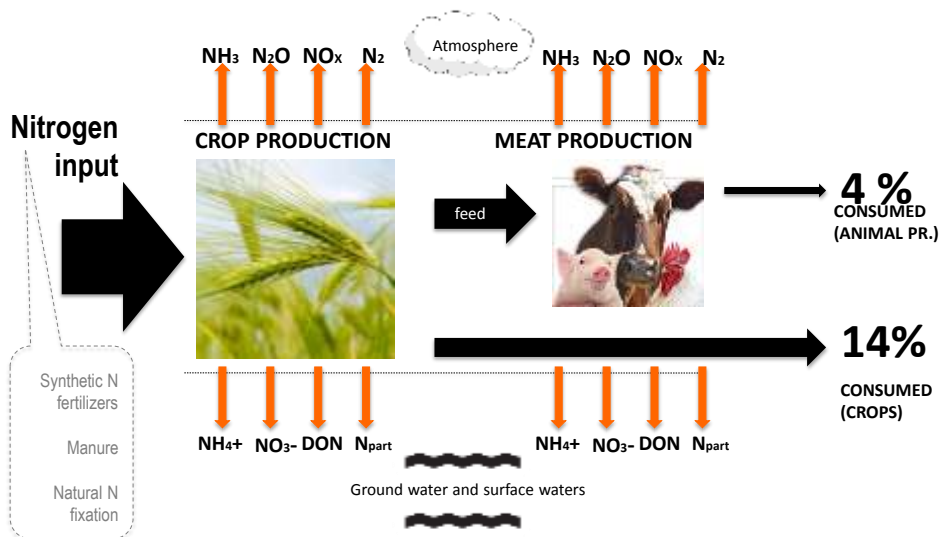 Atmosphere
NH₃ N₂O NOx N₂
NH₃ N₂O NOx N₂
Nitrogen
input
CROP PRODUCTION
MEAT PRODUCTION
feed
4 %
CONSUMED
(ANIMAL PR.)
14%
CONSUMED
(CROPS)
Synthetic N
fertilizers
Manure
Natural N
fixation
NH₄+ NO₃- DON Npart
NH₄+ NO₃- DON Npart
Ground water and surface waters